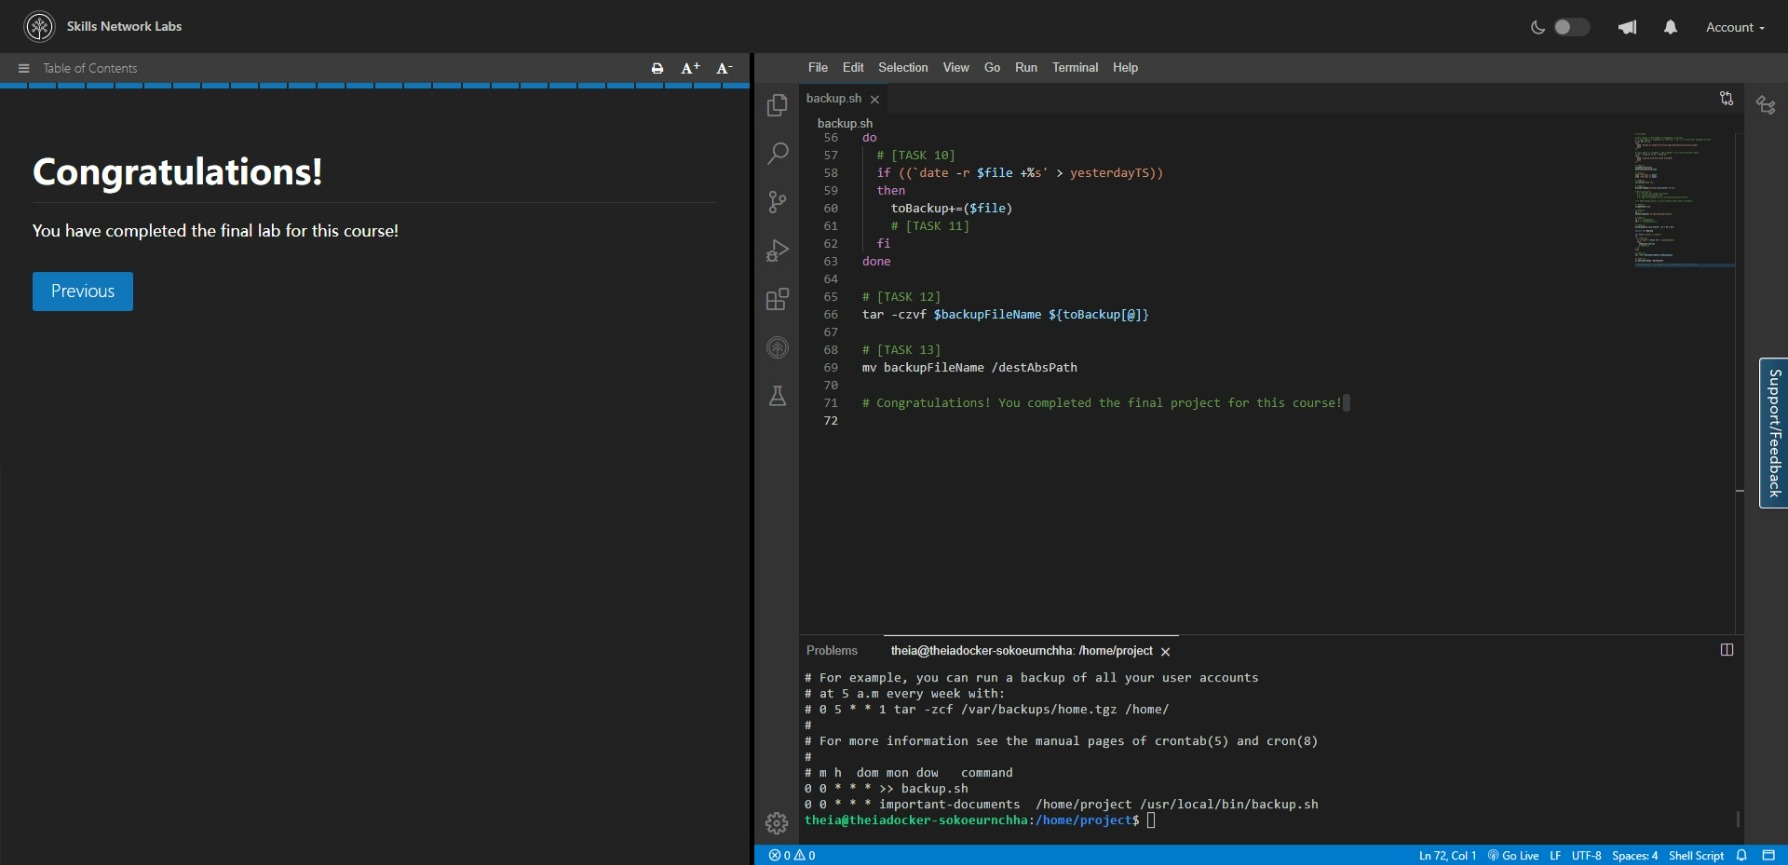 Skills Network Labs
Account
Table of Contents
A+ A-
File Edit Selection View Go Run Terminal Help
backup.sh
backup.sh
Congratulations!
You have completed the final lab for this course!
Previous
56 do
57 # [TASK 10]
58 if ((`date -r $file +%s` > yesterdayTS))
59 then
60 toBackup+=($file)
61 # [TASK 11]
62 fi
63 done
64
65 # [TASK 12]
66 tar -czvf $backupFileName ${toBackup[@]}
67
68 # [TASK 13]
69 mv backupFileName /destAbsPath
70
71 # Congratulations! You completed the final project for this course!
72
Support/Feedback
Problems theia@theiadocker-sokoeurnchha: /home/project
# For example, you can run a backup of all your user accounts
# at 5 a.m every week with:
# 0 5 * * 1 tar -zcf /var/backups/home.tgz /home/
#
# For more information see the manual pages of crontab(5) and cron(8)
#
# m h dom mon dow command
0 0 * * * >> backup.sh
0 0 * * * important-documents /home/project /usr/local/bin/backup.sh
theia@theiadocker-sokoeurnchha:/home/project$
0 0 Ln 72, Col 1 Go Live LF UTF-8 Spaces: 4 Shell Script